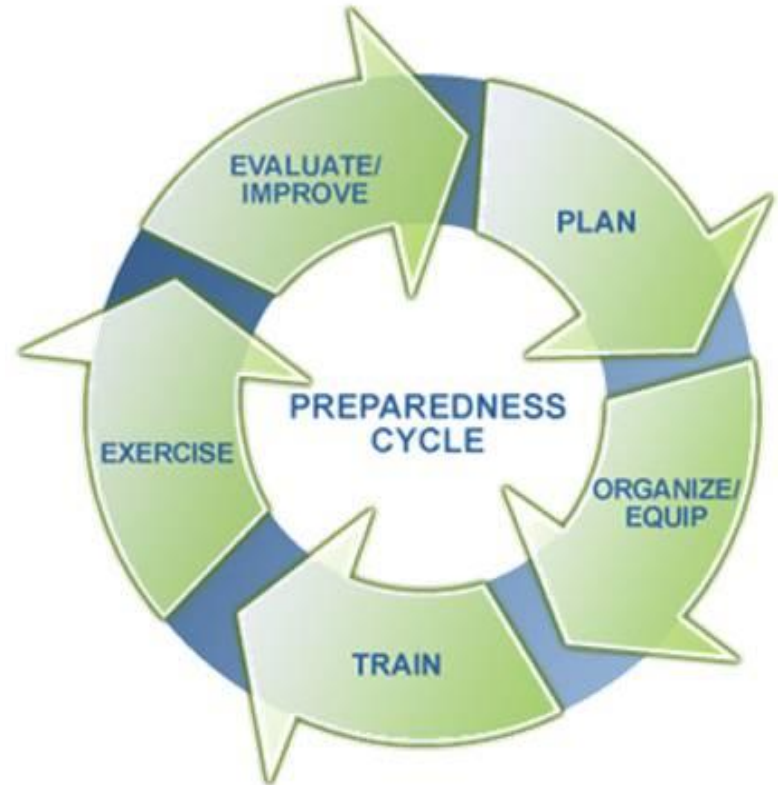 PREPAREDNESS
CYCLE
PLAN
ORGANIZE/
EQUIP
TRAIN
EXERCISE
EVALUATE/
IMPROVE